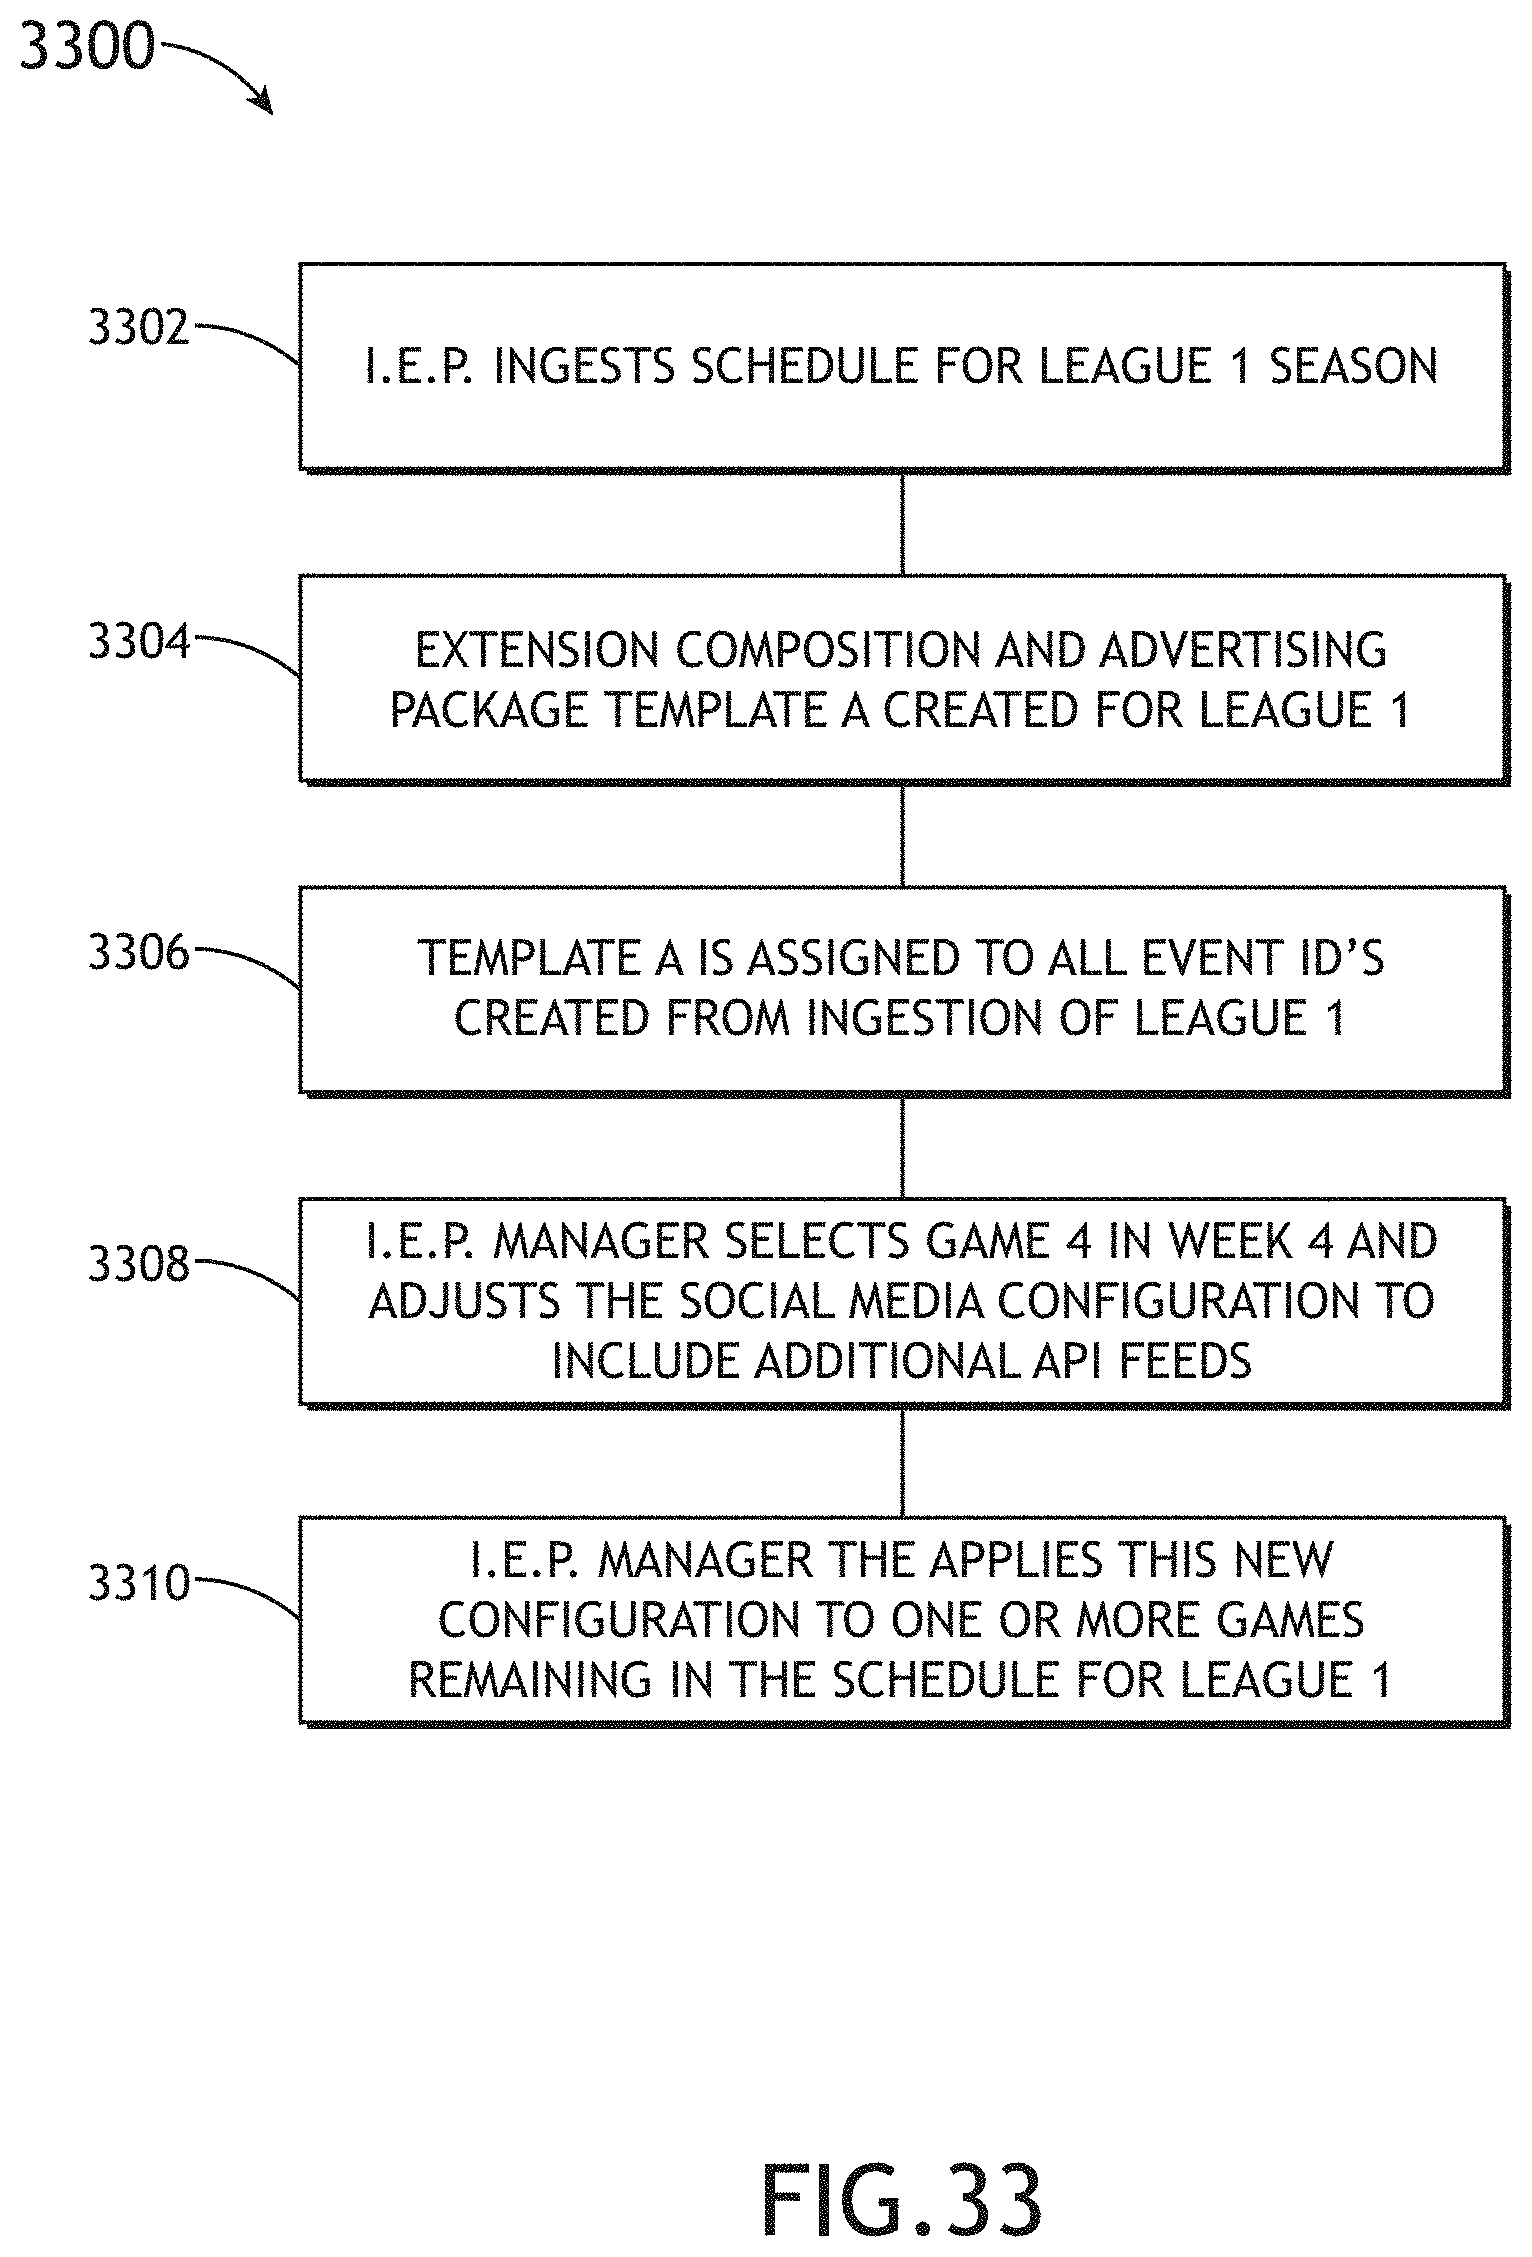 3300
3302
I.E.P. INGESTS SCHEDULE FOR LEAGUE 1 SEASON
3304
EXTENSION COMPOSITION AND ADVERTISING
PACKAGE TEMPLATE A CREATED FOR LEAGUE 1
3306
TEMPLATE A IS ASSIGNED TO ALL EVENT ID’S
CREATED FROM INGESTION OF LEAGUE 1
3308
I.E.P. MANAGER SELECTS GAME 4 IN WEEK 4 AND
ADJUSTS THE SOCIAL MEDIA CONFIGURATION TO
INCLUDE ADDITIONAL API FEEDS
3310
I.E.P. MANAGER THE APPLIES THIS NEW
CONFIGURATION TO ONE OR MORE GAMES
REMAINING IN THE SCHEDULE FOR LEAGUE 1
FIG.33